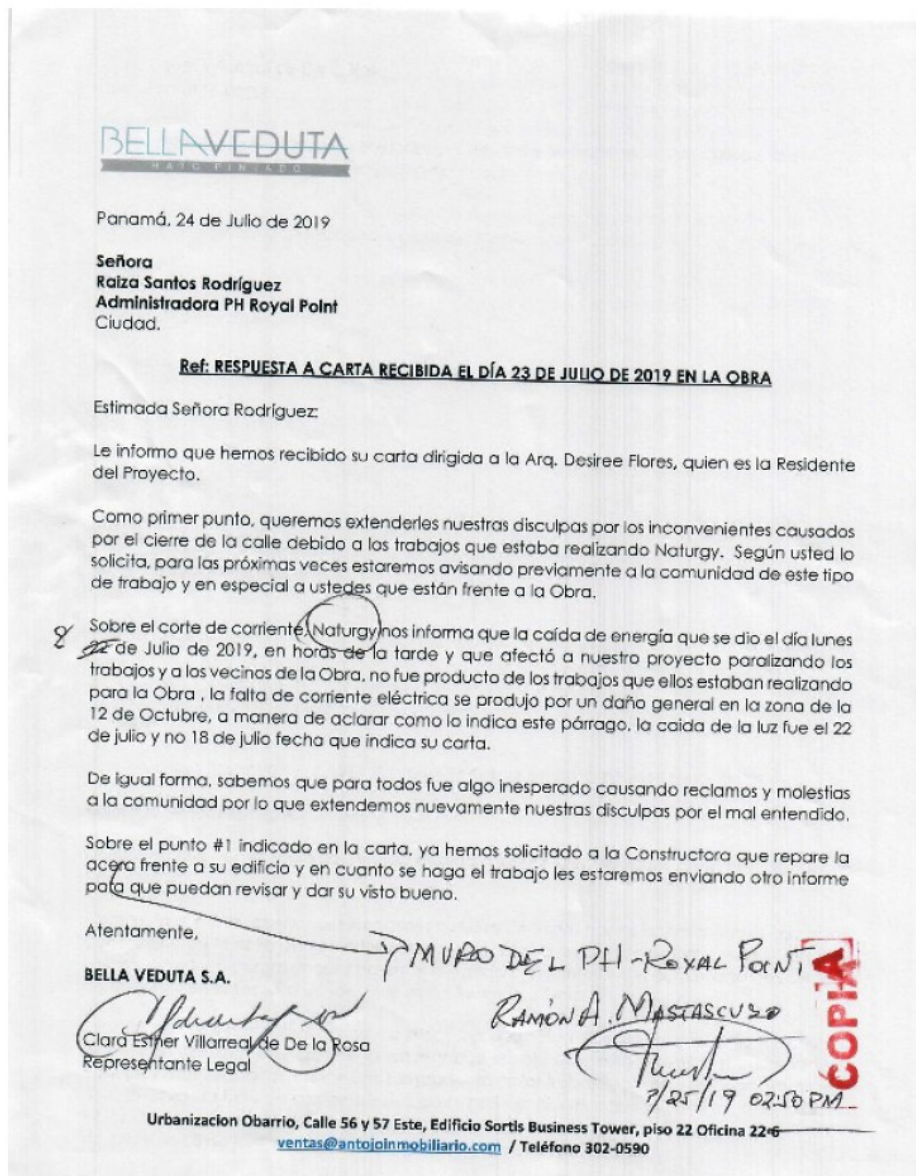 BELLAVEDUTA
HATO PINTADO
Panamá, 24 de Julio de 2019
Señora
Raiza Santos Rodríguez
Administradora PH Royal Point
Ciudad.
Ref: RESPUESTA A CARTA RECIBIDA EL DÍA 23 DE JULIO DE 2019 EN LA OBRA
Estimada Señora Rodríguez:
Le informo que hemos recibido su carta dirigida a la Arq. Desiree Flores, quien es la Residente
del Proyecto.
Como primer punto, queremos extenderles nuestras disculpas por los inconvenientes causados
por el cierre de la calle debido a los trabajos que estaba realizando Naturgy. Según usted lo
solicita, para las próximas veces estaremos avisando previamente a la comunidad de este tipo
de trabajo y en especial a ustedes que están frente a la Obra.
Sobre el corte de corriente, Naturgy nos informa que la caída de energía que se dio el día lunes
22 de Julio de 2019, en horas de la tarde y que afectó a nuestro proyecto paralizando los
trabajos y a los vecinos de la Obra, no fue producto de los trabajos que ellos estaban realizando
para la Obra , la falta de corriente eléctrica se produjo por un daño general en la zona de la
12 de Octubre, a manera de aclarar como lo indica este párrago, la caida de la luz fue el 22
de julio y no 18 de julio fecha que indica su carta.
De igual forma, sabemos que para todos fue algo inesperado causando reclamos y molestias
a la comunidad por lo que extendemos nuevamente nuestras disculpas por el mal entendido.
Sobre el punto #1 indicado en la carta, ya hemos solicitado a la Constructora que repare la
acera frente a su edificio y en cuanto se haga el trabajo les estaremos enviando otro informe
para que puedan revisar y dar su visto bueno.
Atentamente,
MURO DEL PH-ROYAL POINT
BELLA VEDUTA S.A.
RAMÓN A. MASTASCUSO
Clara Esther Villarreal de De la Rosa
Representante Legal
COPIA
7/25/19 02:50 PM
Urbanizacion Obarrio, Calle 56 y 57 Este, Edificio Sortis Business Tower, piso 22 Oficina 22-6
ventas@antojoinmobiliario.com / Teléfono 302-0590